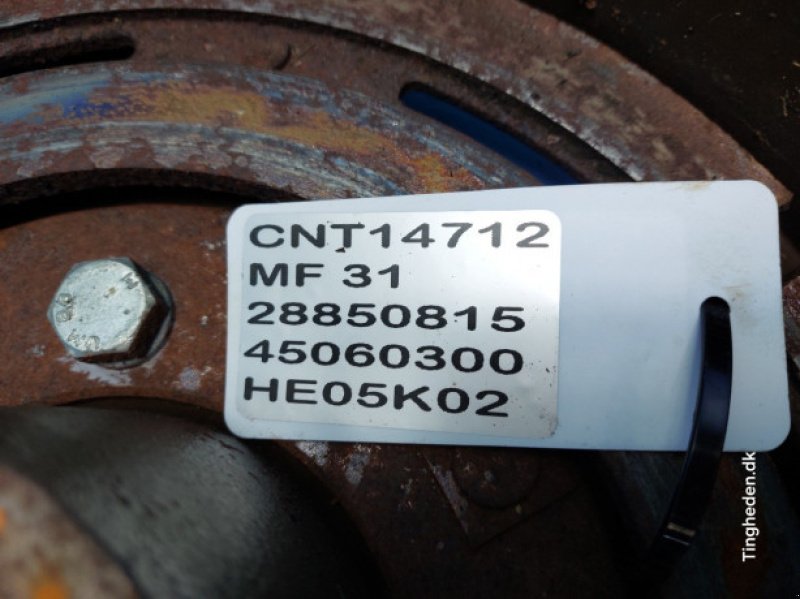 CNT14712
MF 31
28850815
45060300
HE05K02
Tingheden.dk